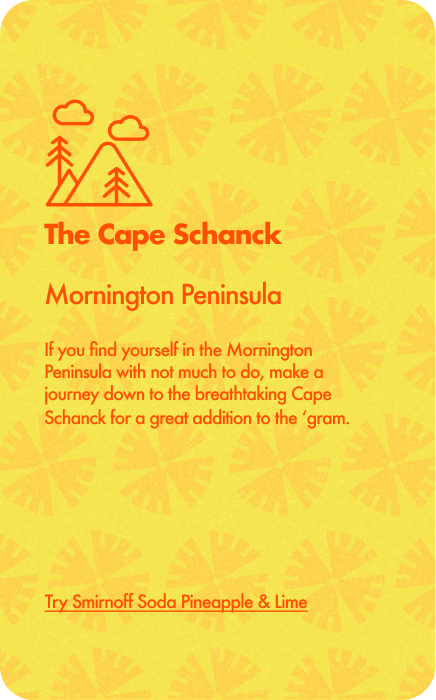 The Cape Schanck
Mornington Peninsula
If you find yourself in the Mornington
Peninsula with not much to do, make a
journey down to the breathtaking Cape
Schanck for a great addition to the ‘gram.
Try Smirnoff Soda Pineapple & Lime